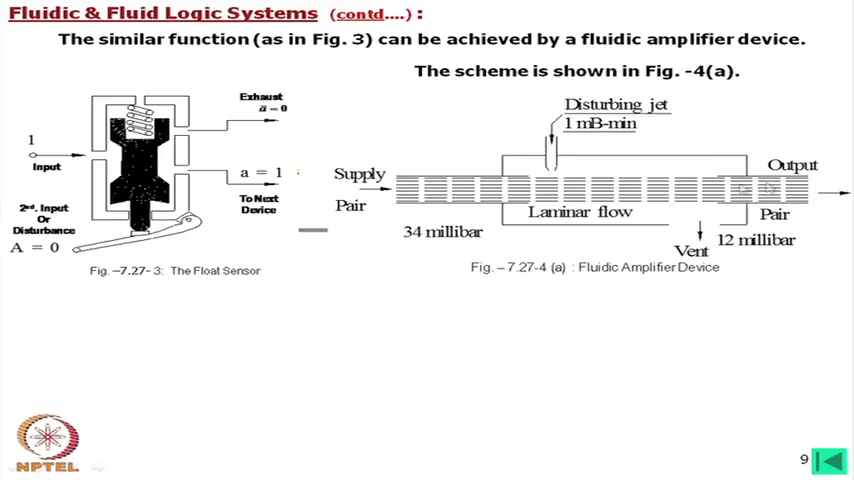 Fluidic & Fluid Logic Systems (contd....) :
The similar function (as in Fig. 3) can be achieved by a fluidic amplifier device.
The scheme is shown in Fig. -4(a).
Exhaust
a̅ = 0
1
Input
a = 1
To Next
Device
2nd. Input
Or
Disturbance
A = 0
Fig. –7.27- 3: The Float Sensor
Disturbing jet
1 mB-min
Supply
Pair
34 millibar
Laminar flow
Vent
Output
Pair
12 millibar
Fig. – 7.27-4 (a) : Fluidic Amplifier Device
NPTEL
9